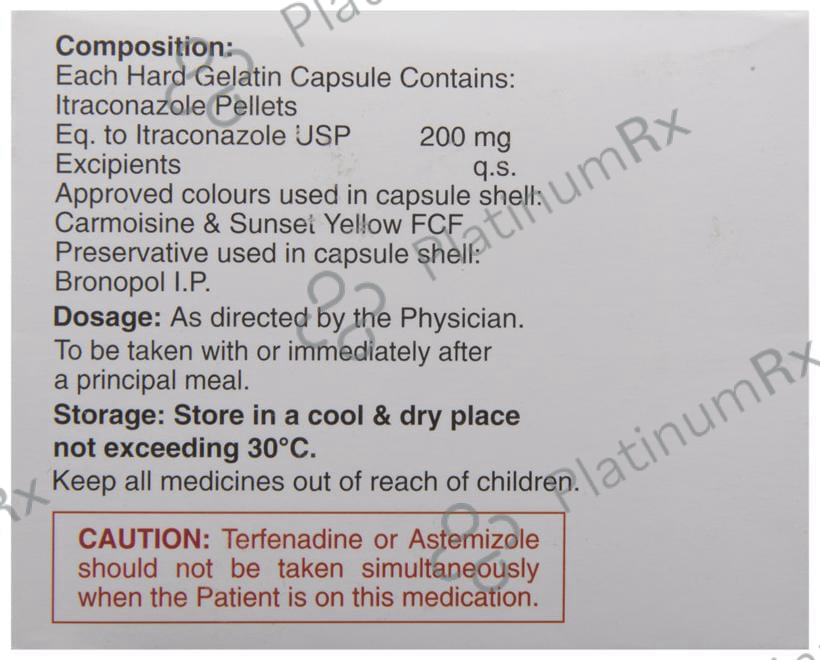 Composition:
Each Hard Gelatin Capsule Contains:
Itraconazole Pellets
Eq. to Itraconazole USP 200 mg
Excipients q.s.
Approved colours used in capsule shell:
Carmoisine & Sunset Yellow FCF
Preservative used in capsule shell:
Bronopol I.P.
Dosage: As directed by the Physician.
To be taken with or immediately after
a principal meal.
Storage: Store in a cool & dry place
not exceeding 30°C.
Keep all medicines out of reach of children.
CAUTION: Terfenadine or Astemizole
should not be taken simultaneously
when the Patient is on this medication.
PlatinumRx
PlatinumRx
Rx